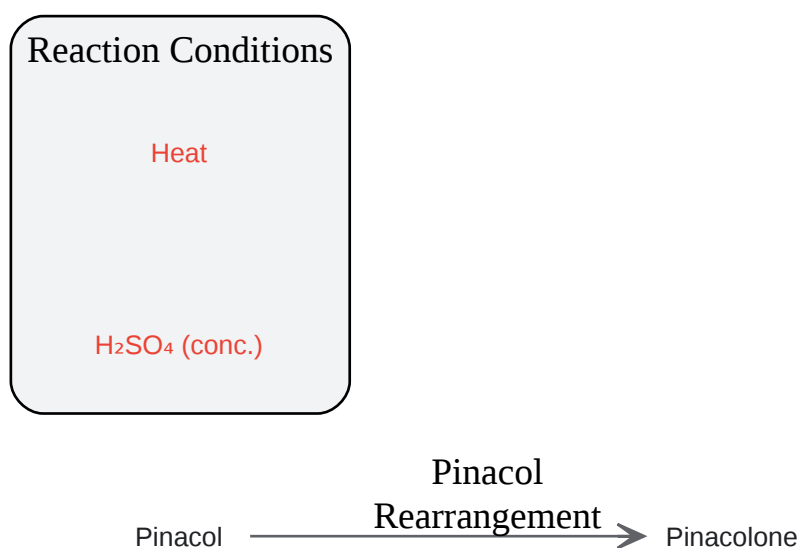 Reaction Conditions
Heat
H₂SO₄ (conc.)
Pinacol
Rearrangement
Pinacol
Pinacolone